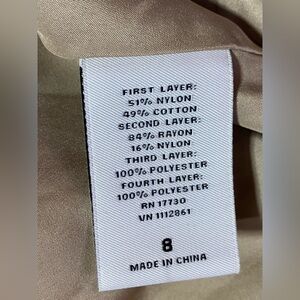 FIRST LAYER:
51% NYLON
49% COTTON
SECOND LAYER:
84% RAYON
16% NYLON
THIRD LAYER:
100% POLYESTER
FOURTH LAYER:
100% POLYESTER
RN 17730
VN 1112861
8
MADE IN CHINA